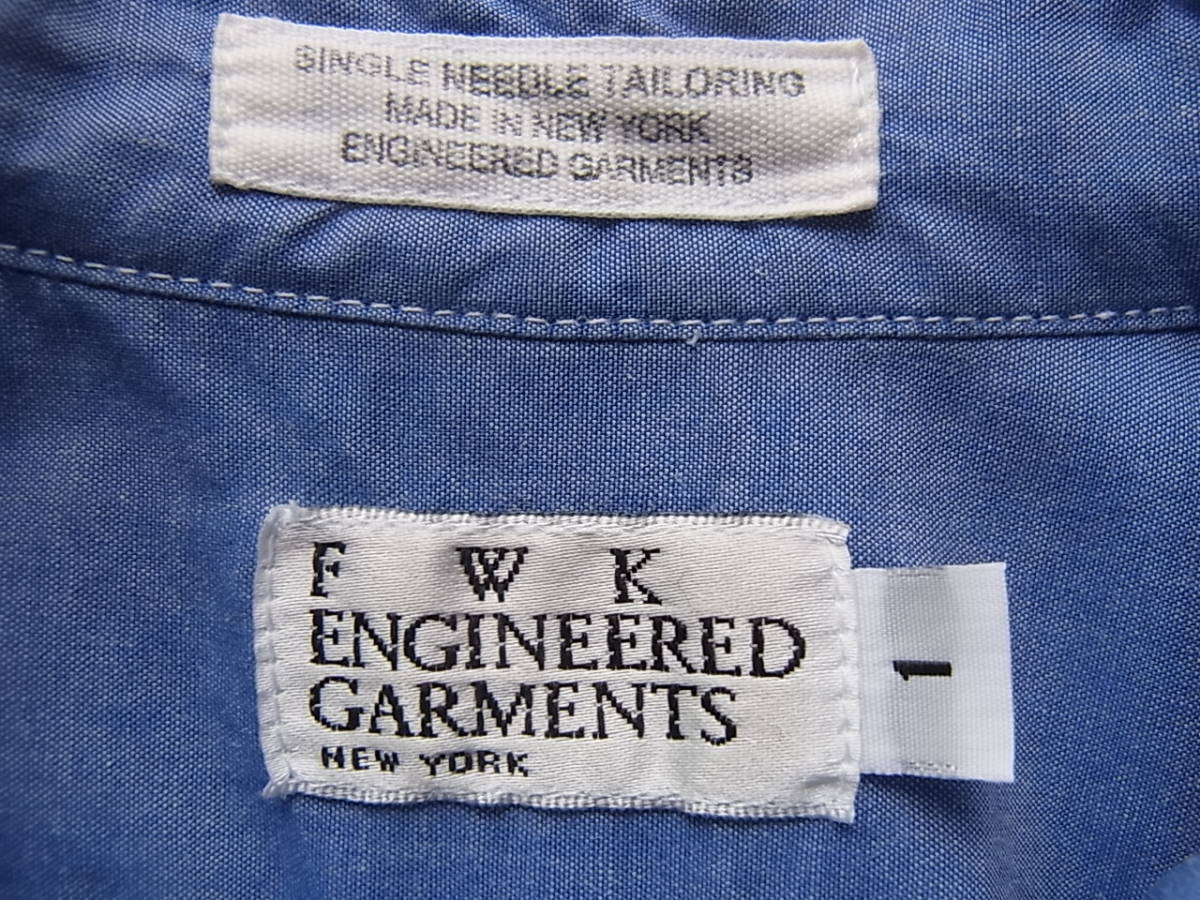 SINGLE NEEDLE TAILORING
MADE IN NEW YORK
ENGINEERED GARMENTS
F W K
ENGINEERED
GARMENTS
NEW YORK
1